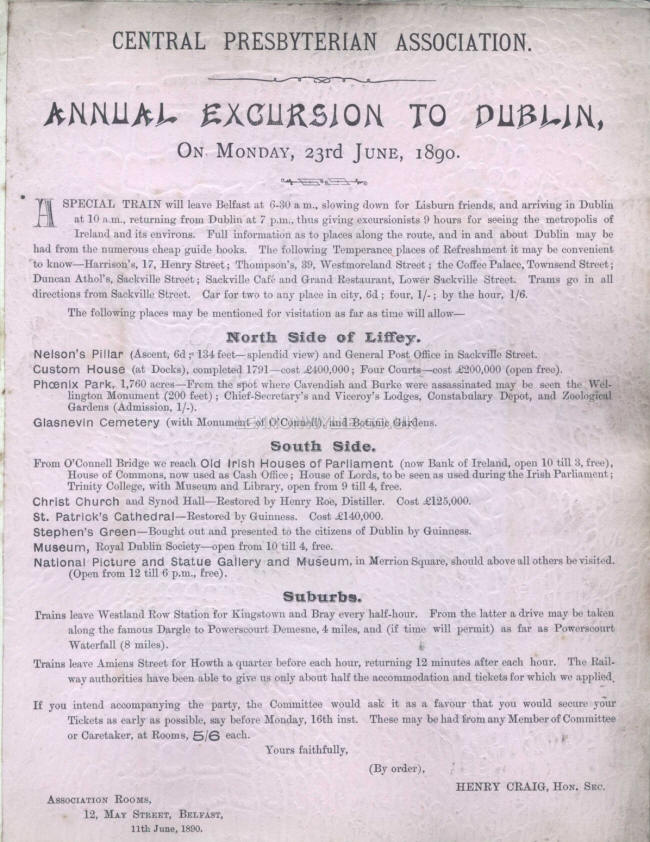 CENTRAL PRESBYTERIAN ASSOCIATION.
ANNUAL EXCURSION TO DUBLIN,
ON MONDAY, 23rd JUNE, 1890.
A SPECIAL TRAIN will leave Belfast at 6-30 a m., slowing down for Lisburn friends, and arriving in Dublin
at 10 a.m., returning from Dublin at 7 p.m., thus giving excursionists 9 hours for seeing the metropolis of
Ireland and its environs. Full information as to places along the route, and in and about Dublin may be
had from the numerous cheap guide books. The following Temperance places of Refreshment it may be convenient
to know—Harrison's, 17, Henry Street; Thompson's, 39, Westmoreland Street; the Coffee Palace, Townsend Street;
Duncan Athol's, Sackville Street; Sackville Café and Grand Restaurant, Lower Sackville Street. Trams go in all
directions from Sackville Street. Car for two to any place in city, 6d; four, 1/-; by the hour, 1/6.
The following places may be mentioned for visitation as far as time will allow—
North Side of Liffey.
Nelson's Pillar (Ascent, 6d; 134 feet—splendid view) and General Post Office in Sackville Street.
Custom House (at Docks), completed 1791—cost £400,000; Four Courts—cost £200,000 (open free).
Phœnix Park, 1,760 acres—From the spot where Cavendish and Burke were assassinated may be seen the Wel-
lington Monument (200 feet); Chief-Secretary's and Viceroy's Lodges, Constabulary Depot, and Zoological
Gardens (Admission, 1/-).
Glasnevin Cemetery (with Monument of O'Connell), and Botanic Gardens.
South Side.
From O'Connell Bridge we reach Old Irish Houses of Parliament (now Bank of Ireland, open 10 till 3, free),
House of Commons, now used as Cash Office; House of Lords, to be seen as used during the Irish Parliament;
Trinity College, with Museum and Library, open from 9 till 4, free.
Christ Church and Synod Hall—Restored by Henry Roe, Distiller. Cost £125,000.
St. Patrick's Cathedral—Restored by Guinness. Cost £140,000.
Stephen's Green—Bought out and presented to the citizens of Dublin by Guinness.
Museum, Royal Dublin Society—open from 10 till 4, free.
National Picture and Statue Gallery and Museum, in Merrion Square, should above all others be visited.
(Open from 12 till 6 p.m., free).
Suburbs.
Trains leave Westland Row Station for Kingstown and Bray every half-hour. From the latter a drive may be taken
along the famous Dargle to Powerscourt Demesne, 4 miles, and (if time will permit) as far as Powerscourt
Waterfall (8 miles).
Trains leave Amiens Street for Howth a quarter before each hour, returning 12 minutes after each hour. The Rail-
way authorities have been able to give us only about half the accommodation and tickets for which we applied.
If you intend accompanying the party, the Committee would ask it as a favour that you would secure your
Tickets as early as possible, say before Monday, 16th inst. These may be had from any Member of Committee
or Caretaker, at Rooms, 5/6 each.
Yours faithfully,
(By order),
HENRY CRAIG, HON. SEC.
ASSOCIATION ROOMS,
12, MAY STREET, BELFAST,
11th June, 1890.